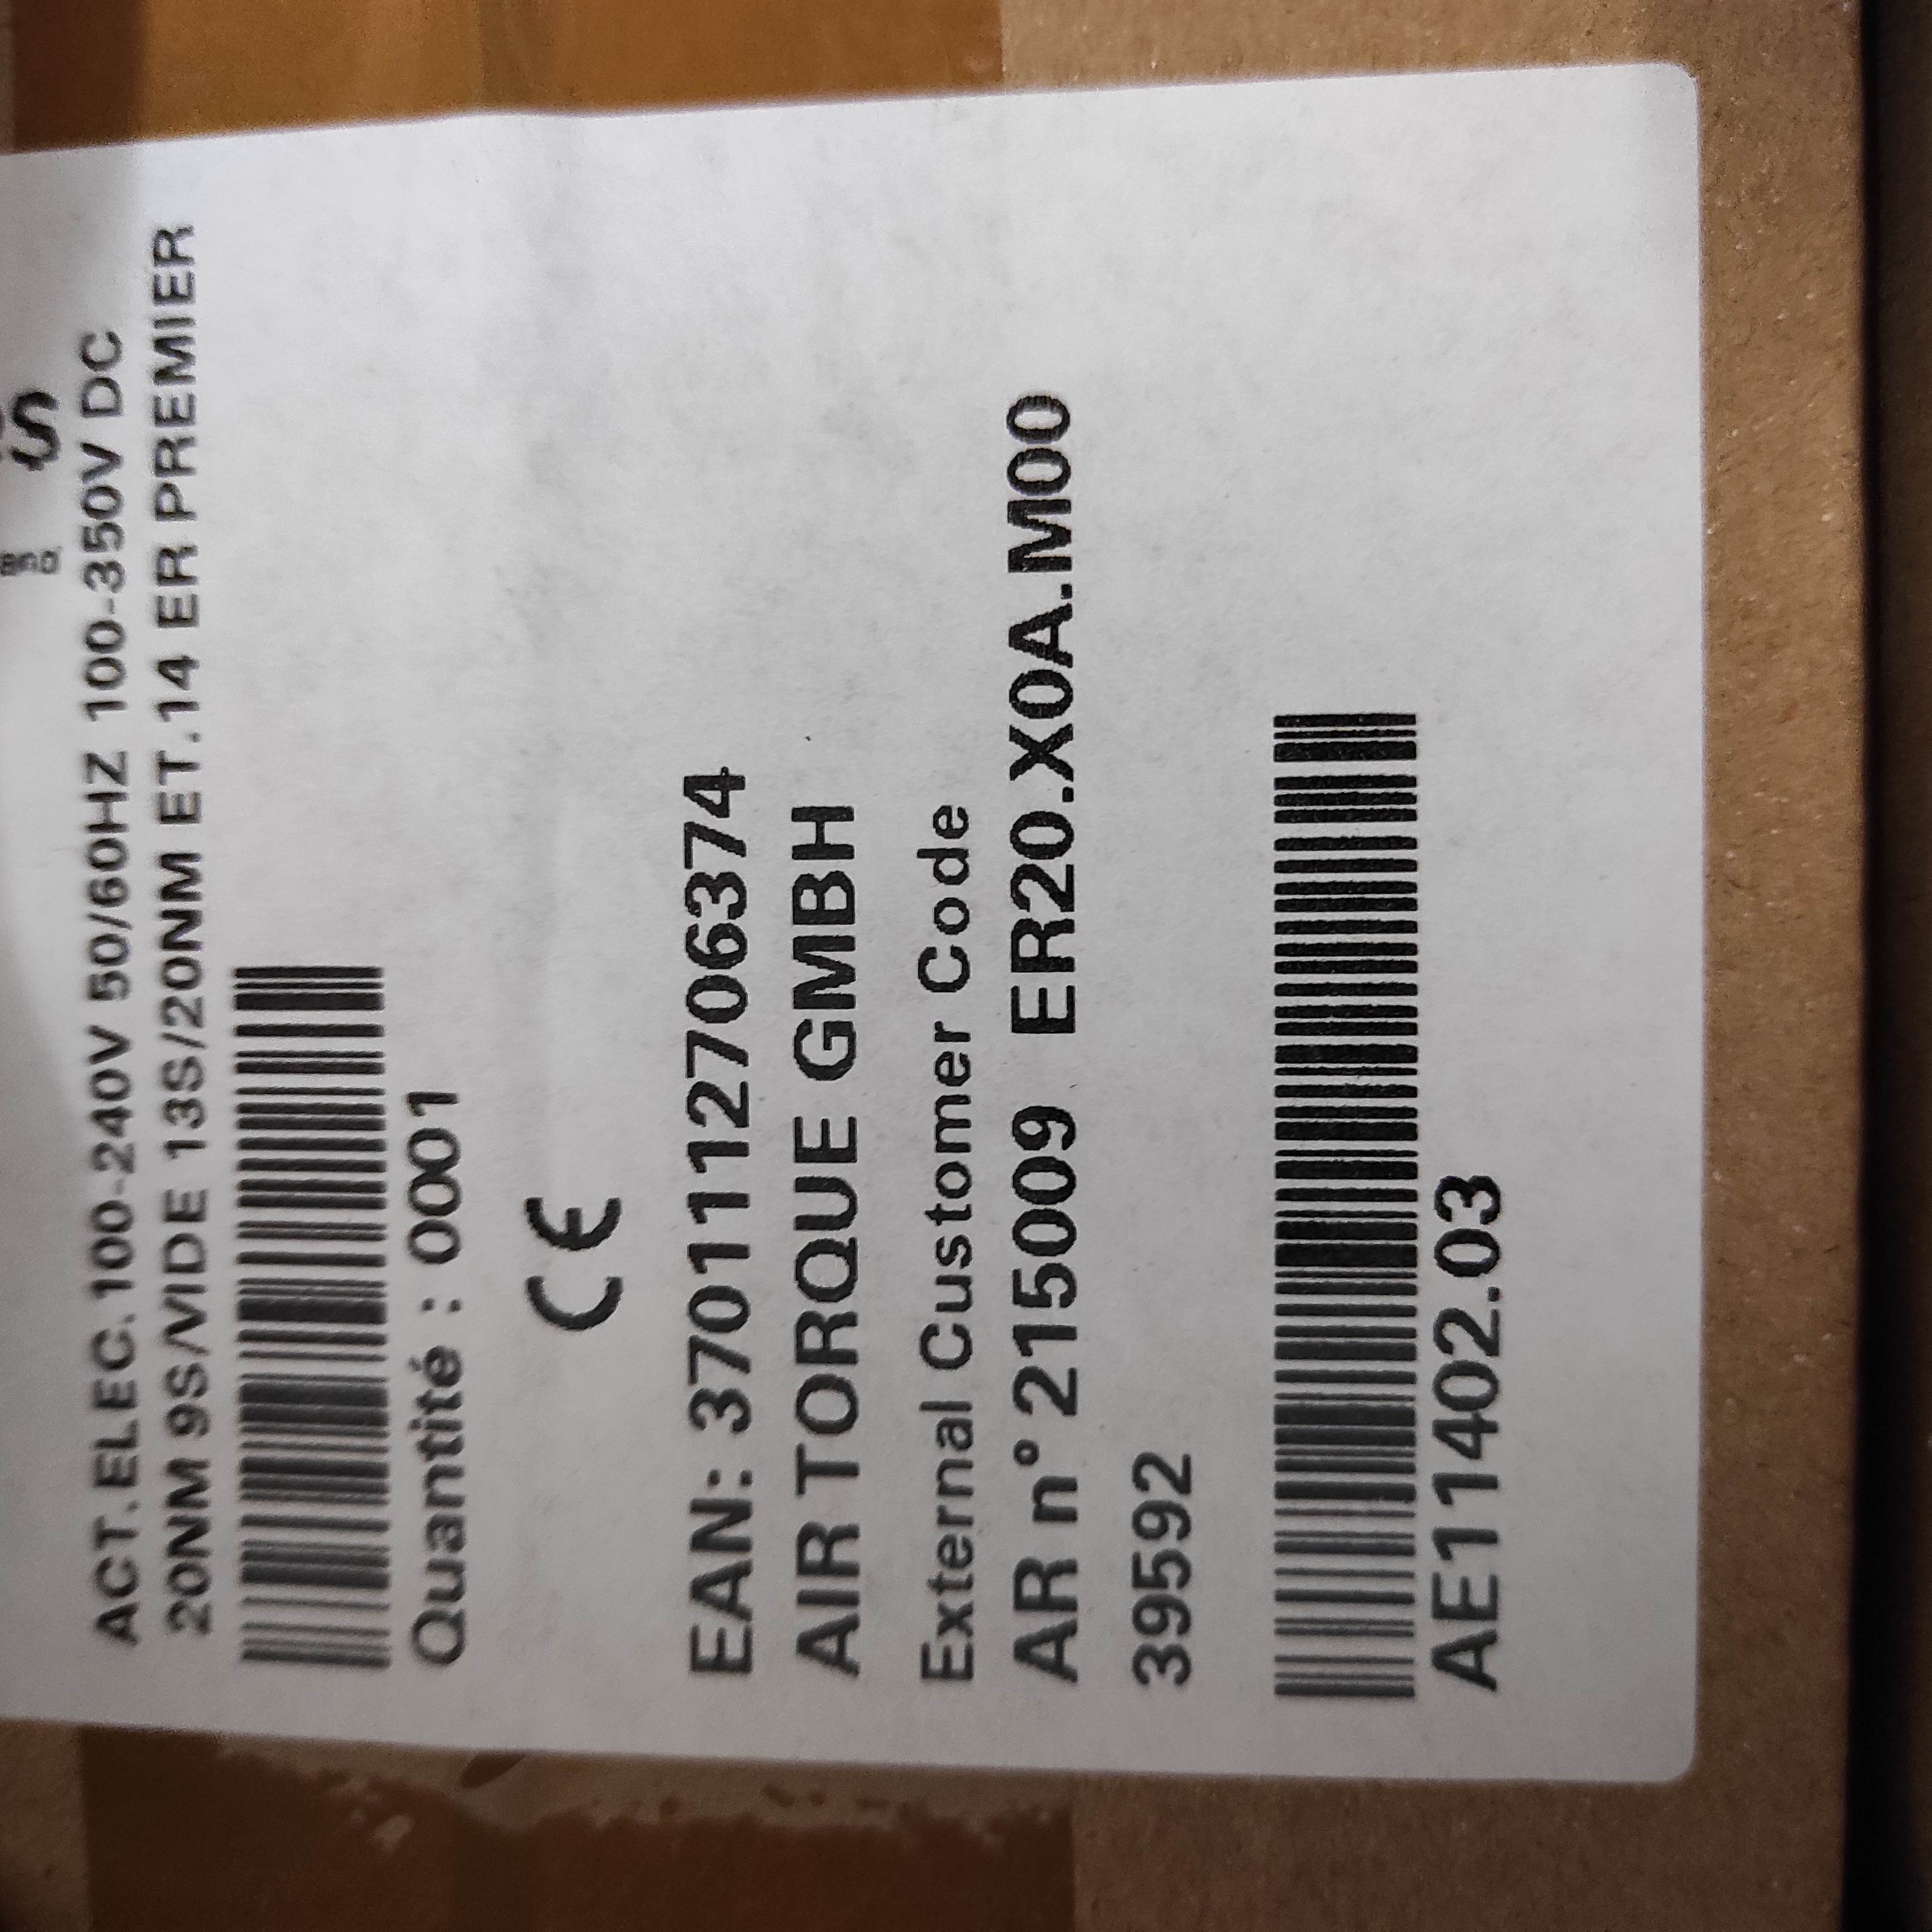 ACT.ELEC.100-240V 50/60HZ 100-350V DC
20NM 9S/VIDE 13S/20NM ET.14 ER PREMIER
Quantité : 0001
CE
EAN: 3701112706374
AIR TORQUE GMBH
External Customer Code
AR n° 215009 ER20.X0A.M00
39592
AE11402.03